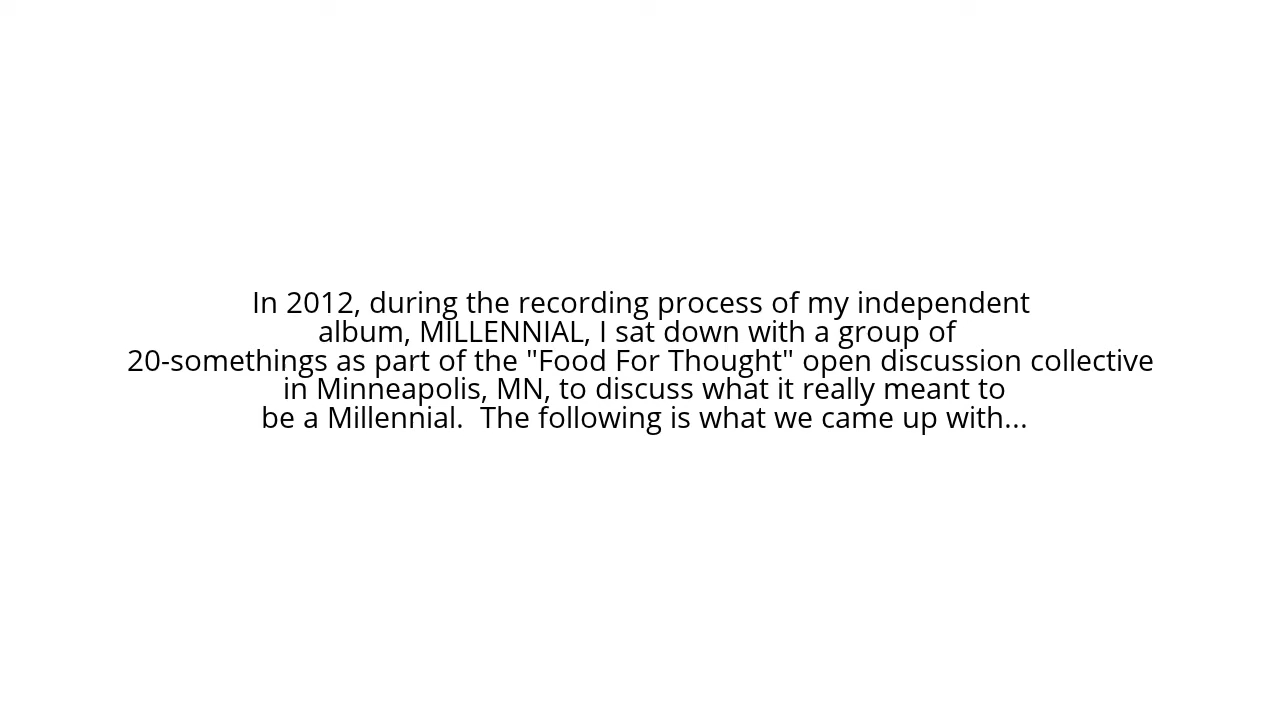 In 2012, during the recording process of my independent
album, MILLENNIAL, I sat down with a group of
20-somethings as part of the "Food For Thought" open discussion collective
in Minneapolis, MN, to discuss what it really meant to
be a Millennial.  The following is what we came up with...